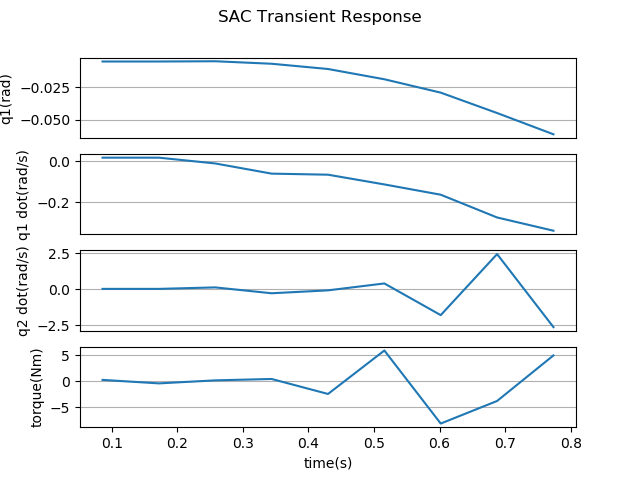 SAC Transient Response
q1(rad)
−0.025
−0.050
q1 dot(rad/s)
0.0
−0.2
q2 dot(rad/s)
2.5
0.0
−2.5
torque(Nm)
5
0
−5
0.1 0.2 0.3 0.4 0.5 0.6 0.7 0.8
time(s)